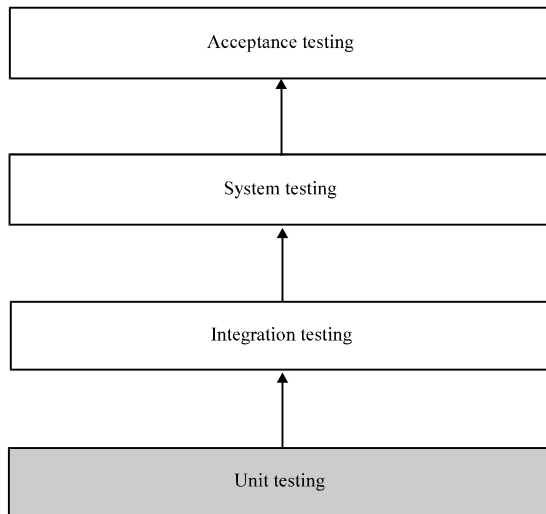 Acceptance testing
System testing
Integration testing
Unit testing